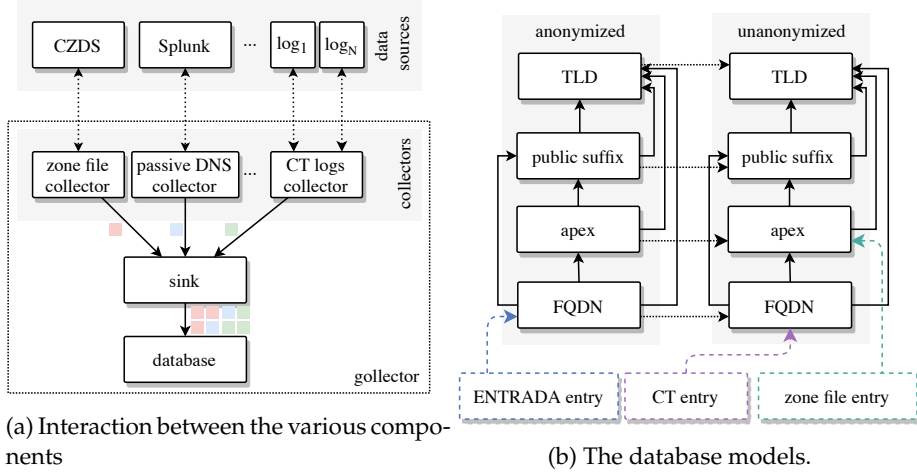 CZDS
Splunk
...
log1
logN
data
sources
zone file
collector
passive DNS
collector
...
CT logs
collector
collectors
sink
database
gollector
(a) Interaction between the various compo-
nents
anonymized
unanonymized
TLD
TLD
public suffix
public suffix
apex
apex
FQDN
FQDN
ENTRADA entry
CT entry
zone file entry
(b) The database models.